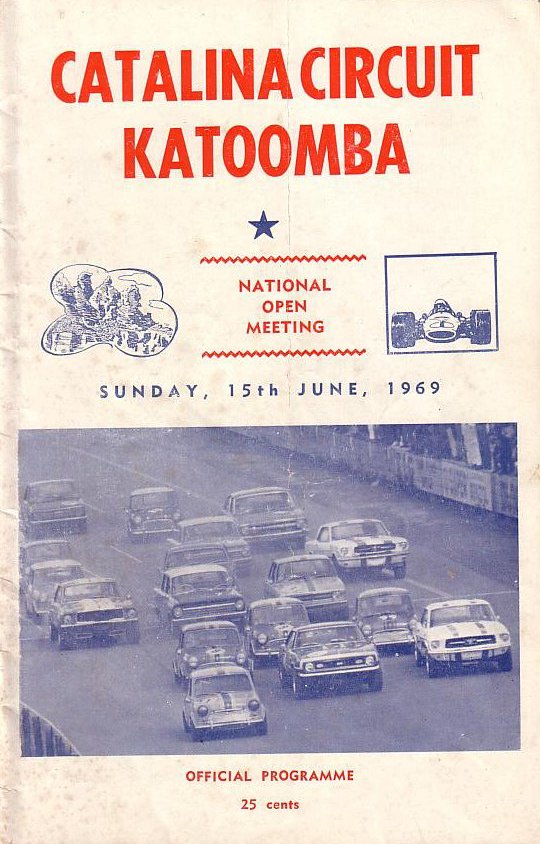 CATALINA CIRCUIT
KATOOMBA
NATIONAL
OPEN
MEETING
SUNDAY, 15th JUNE, 1969
OFFICIAL PROGRAMME
25 cents